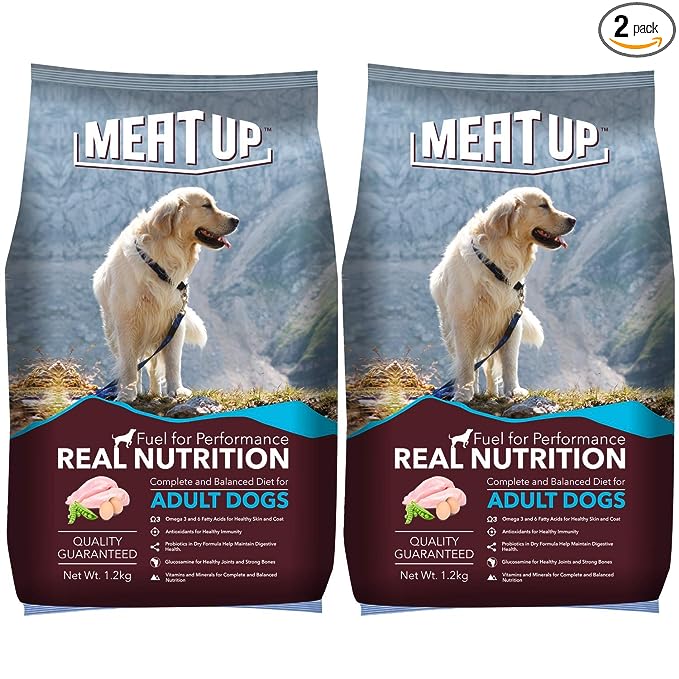 2 pack
MEAT UP™
Fuel for Performance
REAL NUTRITION
Complete and Balanced Diet for
ADULT DOGS
Ω3 Omega 3 and 6 Fatty Acids for Healthy Skin and Coat
Antioxidants for Healthy Immunity
Probiotics in Dry Formula Help Maintain Digestive
Health.
Glucosamine for Healthy Joints and Strong Bones
Vitamins and Minerals for Complete and Balanced
Nutrition
QUALITY
GUARANTEED
Net Wt. 1.2kg
MEAT UP™
Fuel for Performance
REAL NUTRITION
Complete and Balanced Diet for
ADULT DOGS
Ω3 Omega 3 and 6 Fatty Acids for Healthy Skin and Coat
Antioxidants for Healthy Immunity
Probiotics in Dry Formula Help Maintain Digestive
Health.
Glucosamine for Healthy Joints and Strong Bones
Vitamins and Minerals for Complete and Balanced
Nutrition
QUALITY
GUARANTEED
Net Wt. 1.2kg